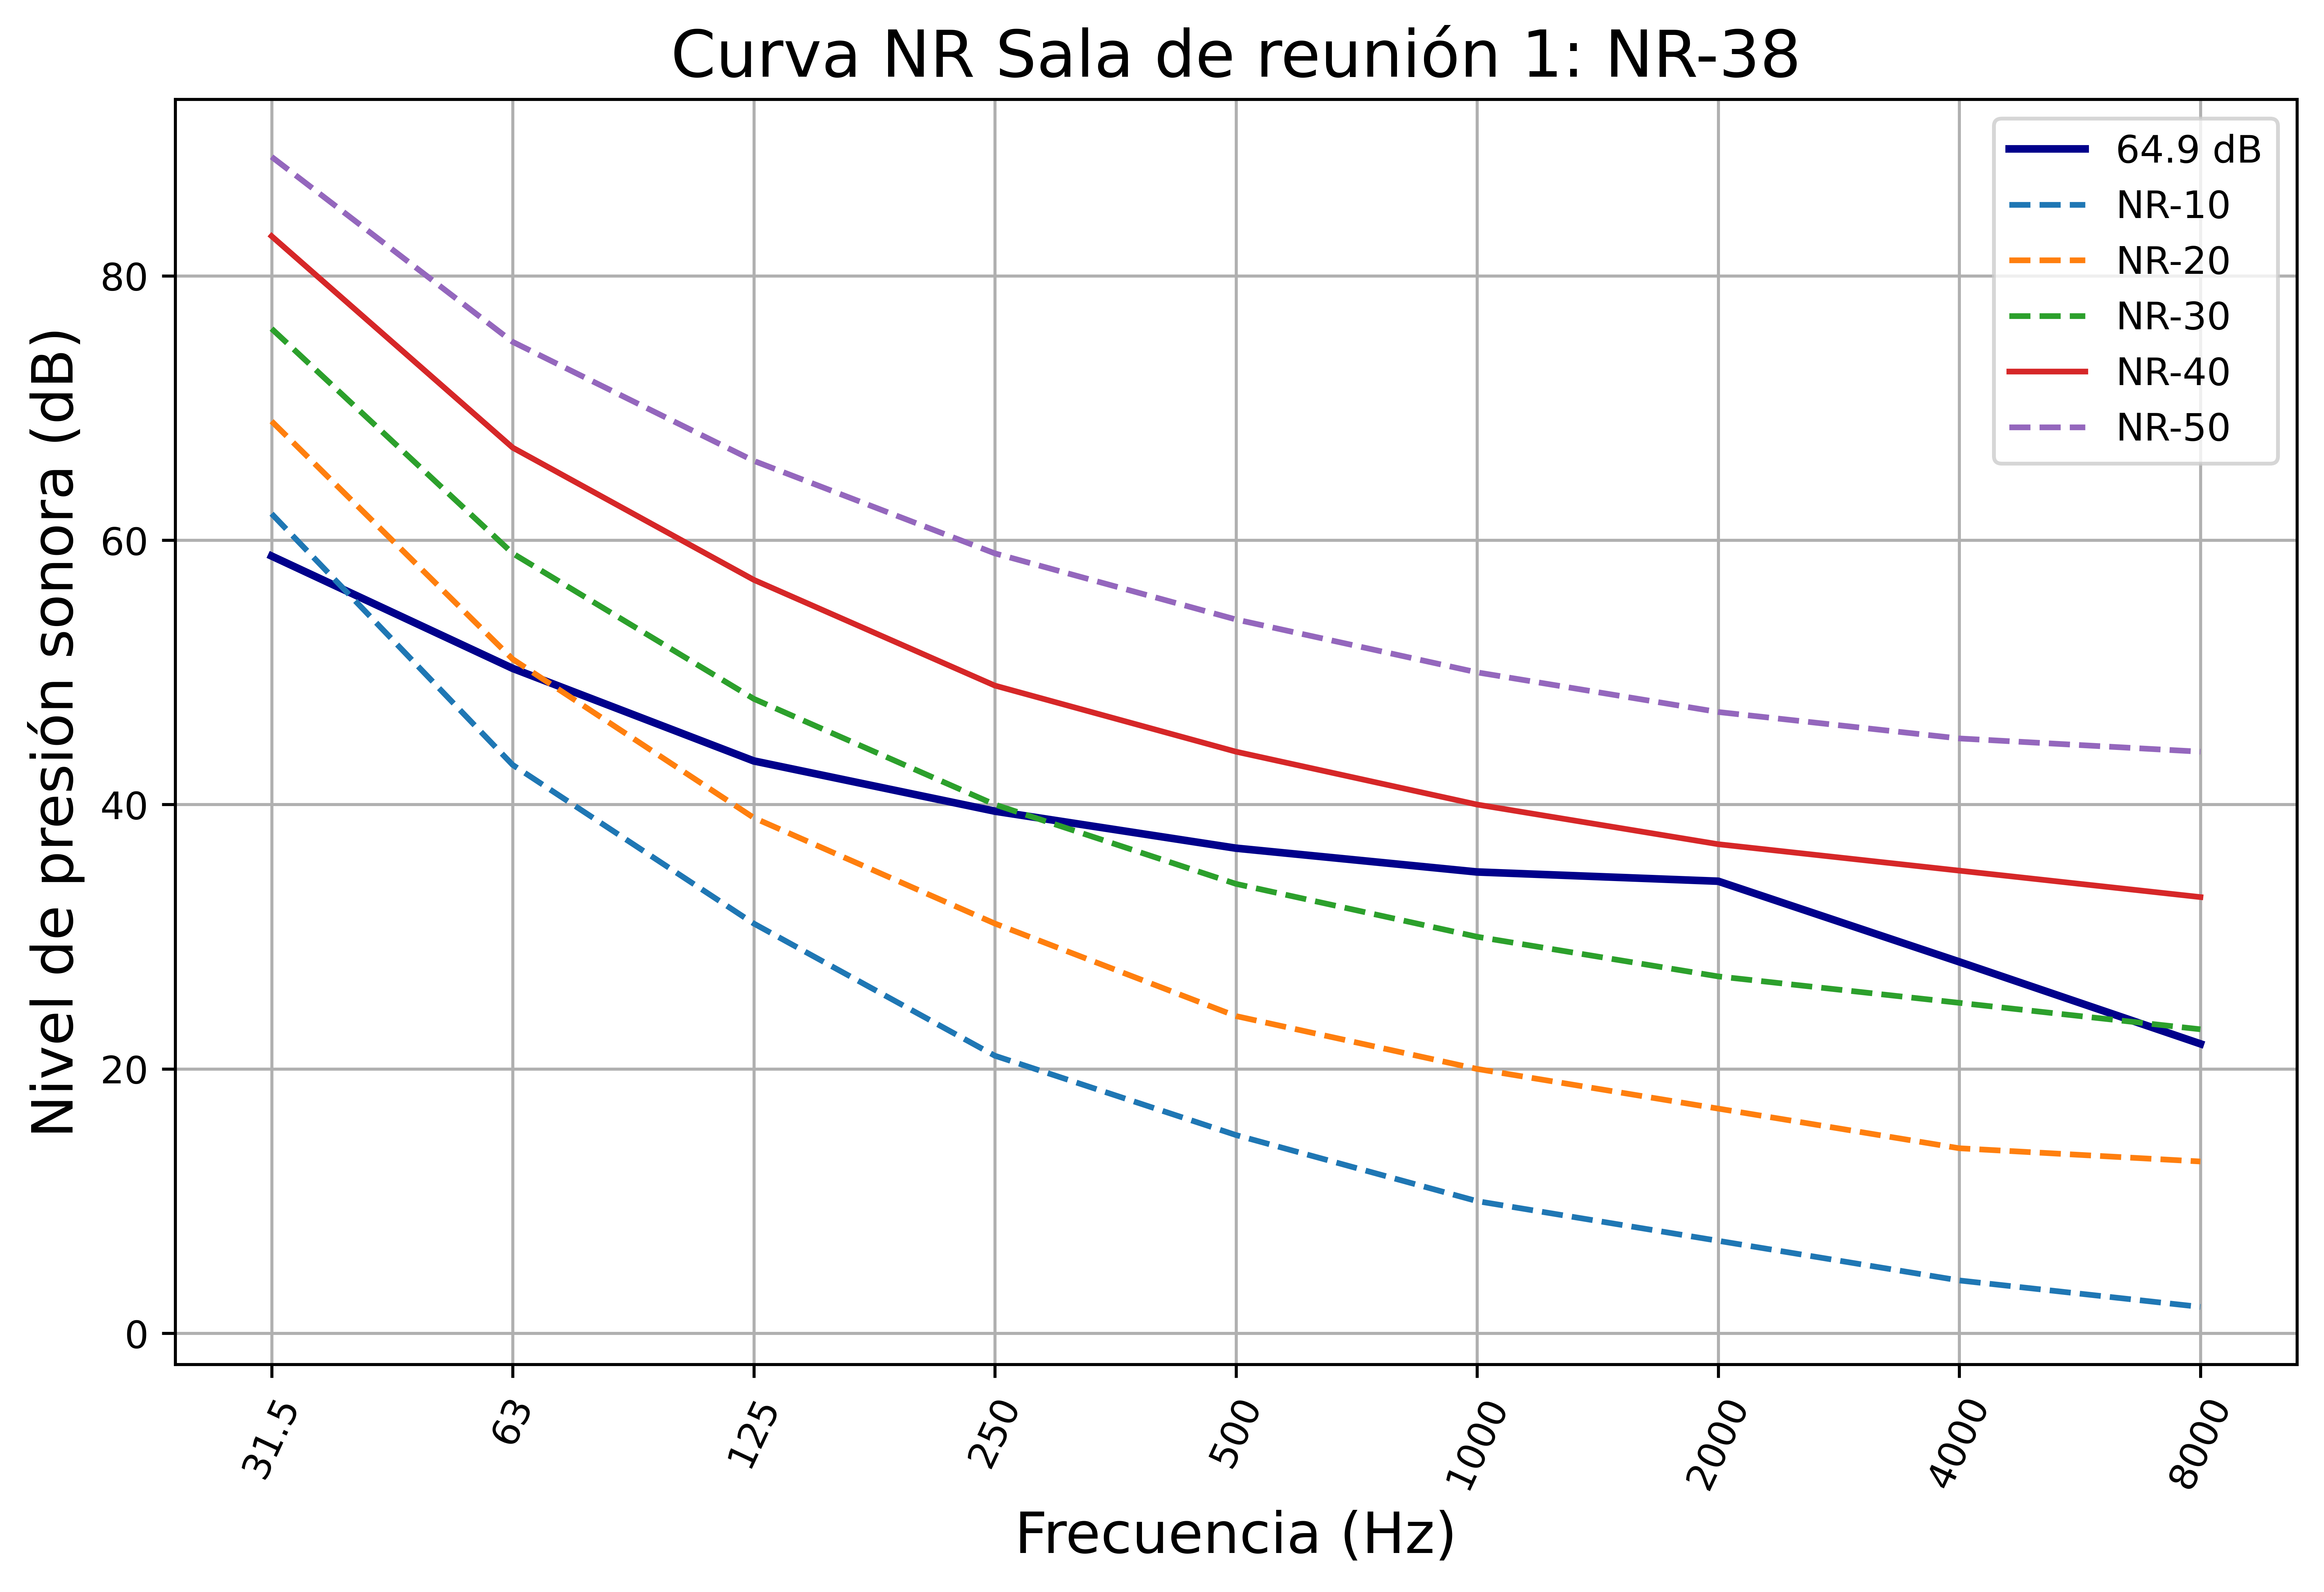 Curva NR Sala de reunión 1: NR-38
Nivel de presión sonora (dB)
80
60
40
20
0
64.9 dB
NR-10
NR-20
NR-30
NR-40
NR-50
31.5
63
125
250
500
1000
2000
4000
8000
Frecuencia (Hz)